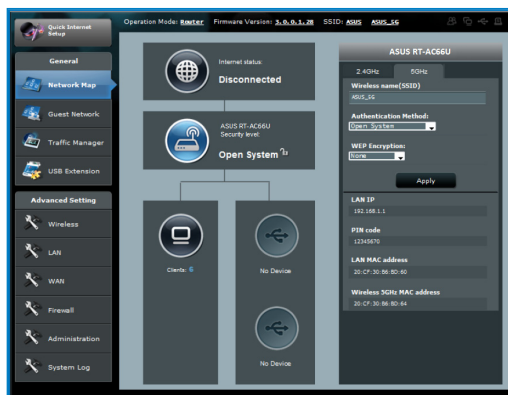 Quick Internet
Setup
Operation Mode: Router Firmware Version: 3.0.0.1.28 SSID: ASUS ASUS_5G
General
Network Map
Guest Network
Traffic Manager
USB Extension
Advanced Setting
Wireless
LAN
WAN
Firewall
Administration
System Log
Internet status:
Disconnected
ASUS RT-AC66U
Security level:
Open System
Clients: 6
No Device
No Device
ASUS RT-AC66U
2.4GHz 5GHz
Wireless name(SSID)
ASUS_5G
Authentication Method:
Open System
WEP Encryption:
None
Apply
LAN IP
192.168.1.1
PIN code
12345670
LAN MAC address
20:CF:30:B6:BD:60
Wireless 5GHz MAC address
20:CF:30:B6:BD:64